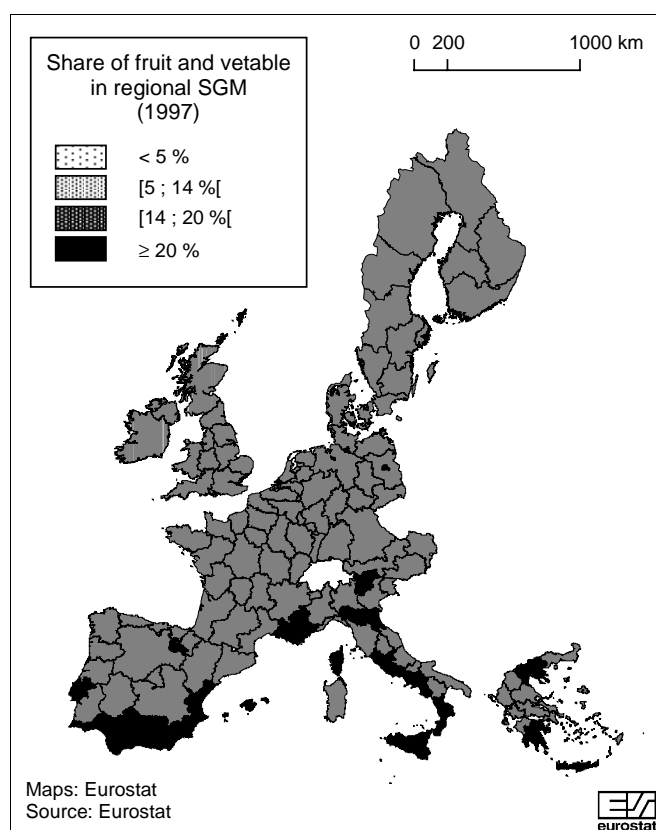 Share of fruit and vetable
in regional SGM
(1997)
< 5 %
[5 ; 14 %[
[14 ; 20 %[
≥ 20 %
0 200 1000 km
Maps: Eurostat
Source: Eurostat
eurostat